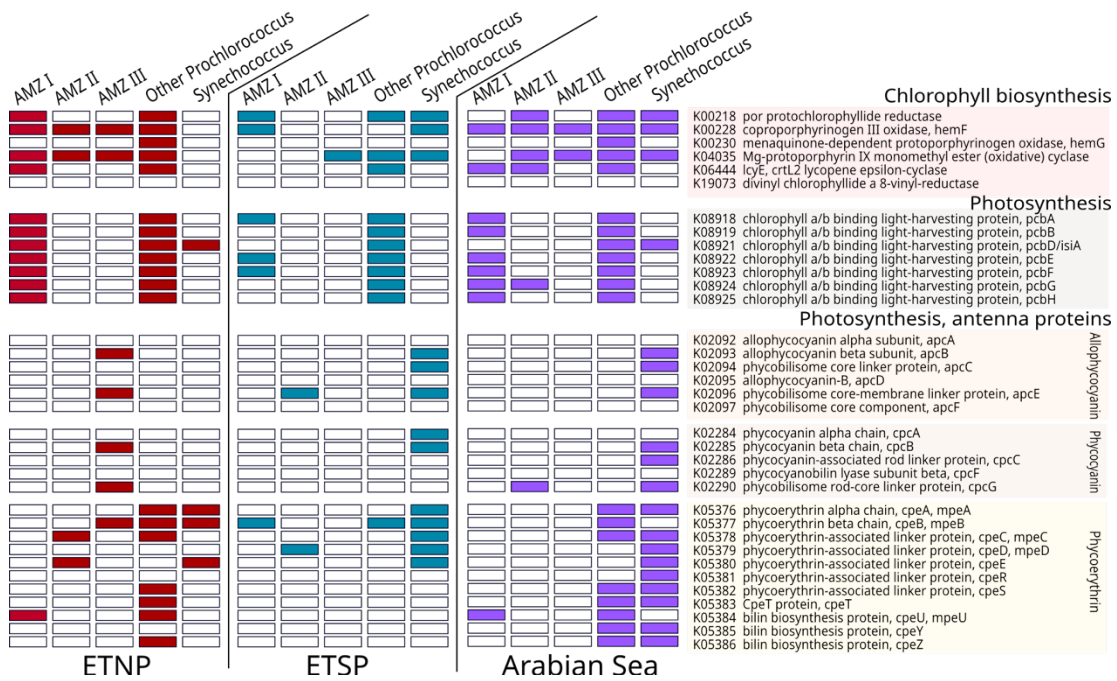 AMZ I
AMZ II
AMZ III
Other Prochlorococcus
Synechococcus
AMZ I
AMZ II
AMZ III
Other Prochlorococcus
Synechococcus
AMZ I
AMZ II
AMZ III
Other Prochlorococcus
Synechococcus
Chlorophyll biosynthesis
K00218 por protochlorophyllide reductase
K00228 coproporphyrinogen III oxidase, hemF
K00230 menaquinone-dependent protoporphyrinogen oxidase, hemG
K04035 Mg-protoporphyrin IX monomethyl ester (oxidative) cyclase
K06444 lcyE, crtL2 lycopene epsilon-cyclase
K19073 divinyl chlorophyllide a 8-vinyl-reductase
Photosynthesis
K08918 chlorophyll a/b binding light-harvesting protein, pcbA
K08919 chlorophyll a/b binding light-harvesting protein, pcbB
K08921 chlorophyll a/b binding light-harvesting protein, pcbD/isiA
K08922 chlorophyll a/b binding light-harvesting protein, pcbE
K08923 chlorophyll a/b binding light-harvesting protein, pcbF
K08924 chlorophyll a/b binding light-harvesting protein, pcbG
K08925 chlorophyll a/b binding light-harvesting protein, pcbH
Photosynthesis, antenna proteins
K02092 allophycocyanin alpha subunit, apcA
K02093 allophycocyanin beta subunit, apcB
K02094 phycobilisome core linker protein, apcC
K02095 allophycocyanin-B, apcD
K02096 phycobilisome core-membrane linker protein, apcE
K02097 phycobilisome core component, apcF
Allophycocyanin
K02284 phycocyanin alpha chain, cpcA
K02285 phycocyanin beta chain, cpcB
K02286 phycocyanin-associated rod linker protein, cpcC
K02289 phycocyanobilin lyase subunit beta, cpcF
K02290 phycobilisome rod-core linker protein, cpcG
Phycocyanin
K05376 phycoerythrin alpha chain, cpeA, mpeA
K05377 phycoerythrin beta chain, cpeB, mpeB
K05378 phycoerythrin-associated linker protein, cpeC, mpeC
K05379 phycoerythrin-associated linker protein, cpeD, mpeD
K05380 phycoerythrin-associated linker protein, cpeE
K05381 phycoerythrin-associated linker protein, cpeR
K05382 phycoerythrin-associated linker protein, cpeS
K05383 CpeT protein, cpeT
K05384 bilin biosynthesis protein, cpeU, mpeU
K05385 bilin biosynthesis protein, cpeY
K05386 bilin biosynthesis protein, cpeZ
Phycoerythrin
ETNP
ETSP
Arabian Sea